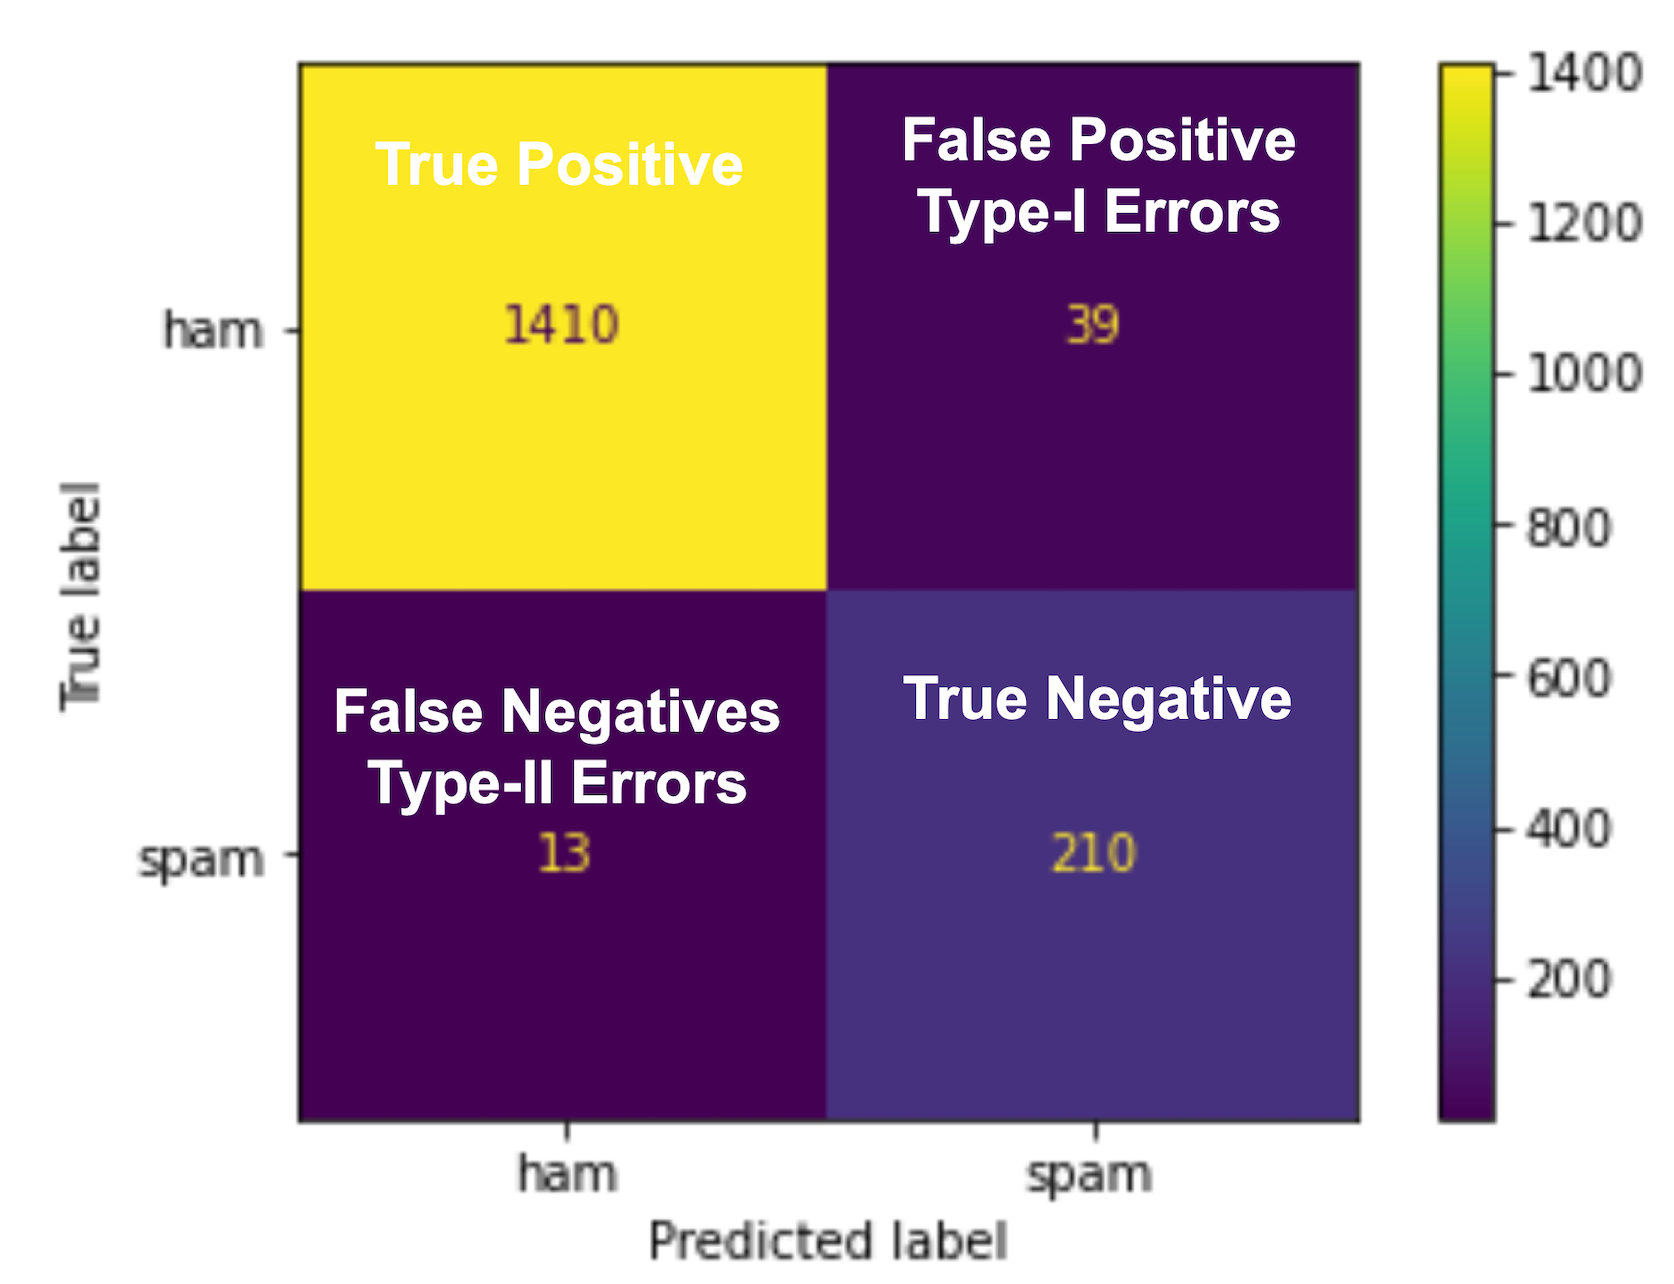 True Positive
False Positive
Type-I Errors
1410
39
ham
False Negatives
Type-II Errors
True Negative
13
210
spam
True label
ham
spam
Predicted label
1400
1200
1000
800
600
400
200